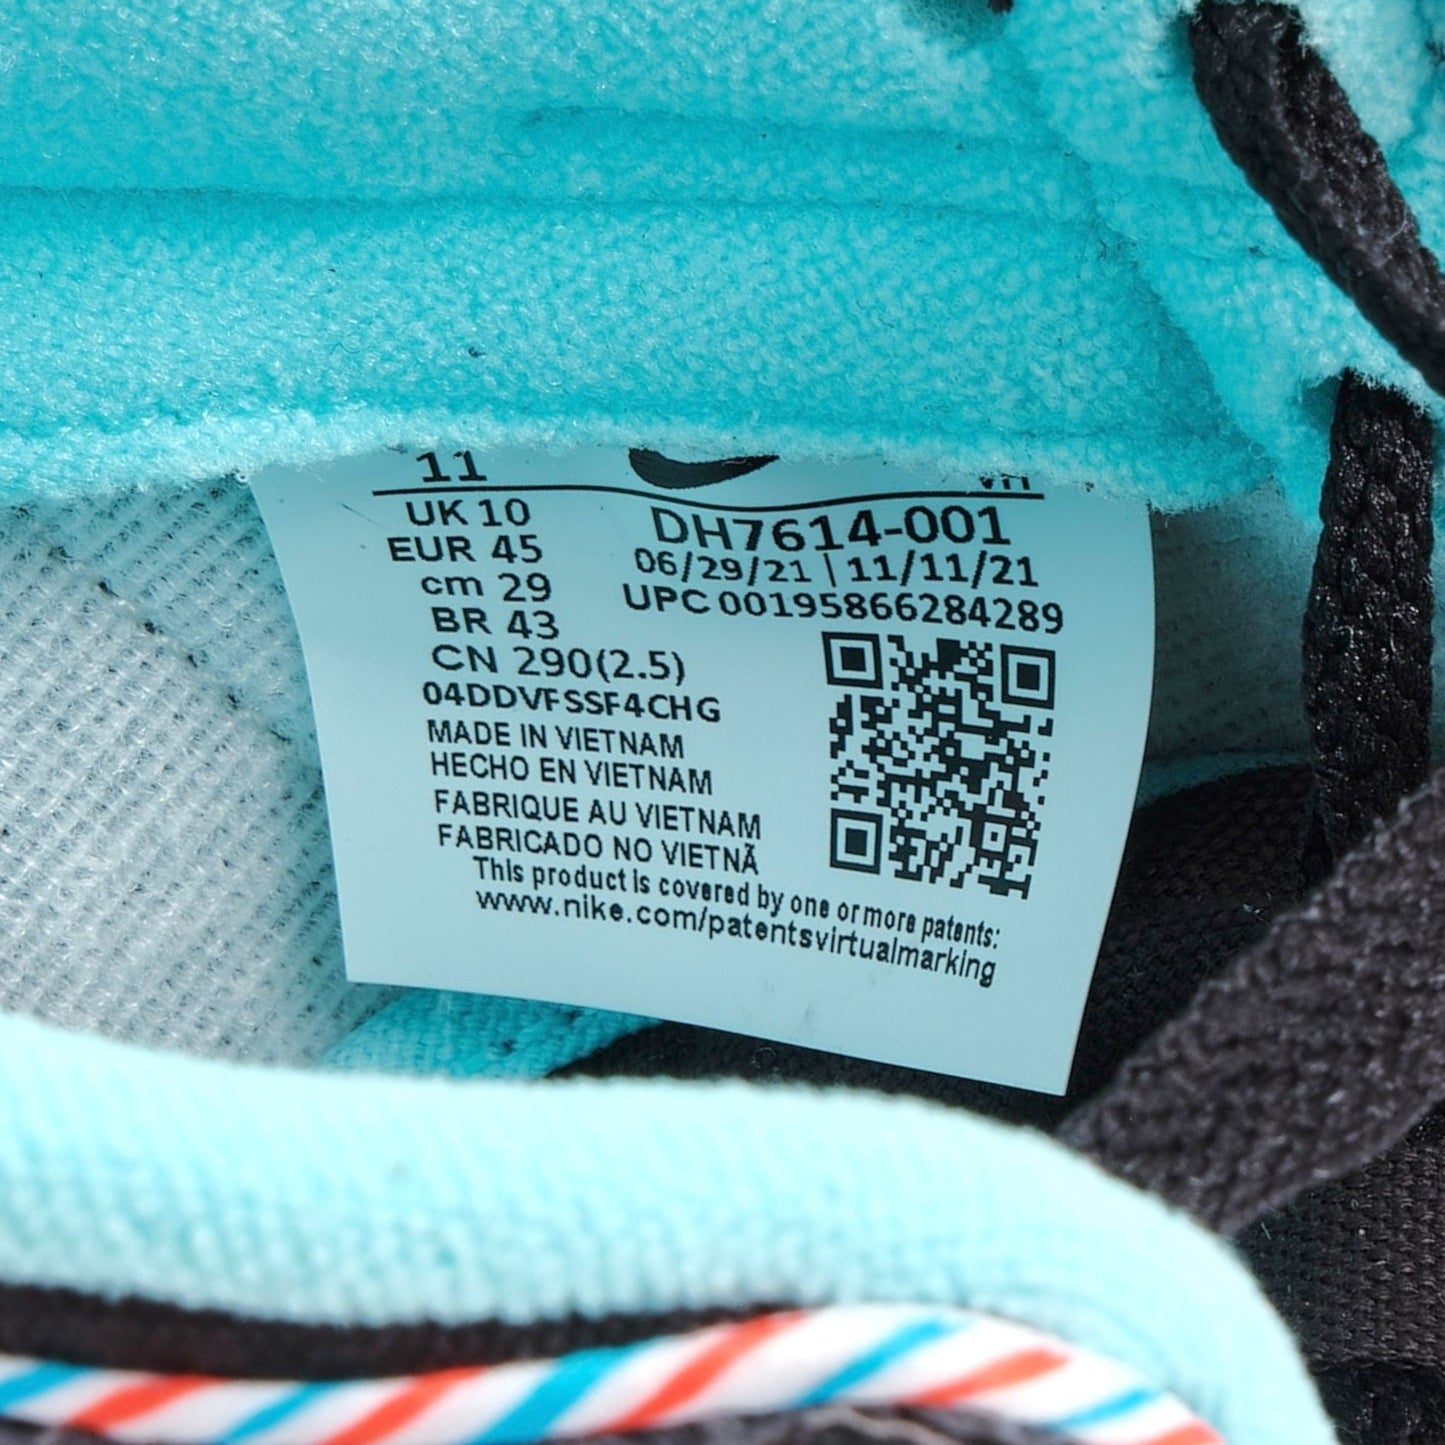 11
UK 10
EUR 45
cm 29
BR 43
CN 290(2.5)
04DDVFSSF4CHG
MADE IN VIETNAM
HECHO EN VIETNAM
FABRIQUE AU VIETNAM
FABRICADO NO VIETNÃ
DH7614-001
06/29/21 \ 11/11/21
UPC 00195866284289
This product is covered by one or more patents:
www.nike.com/patentsvirtualmarking